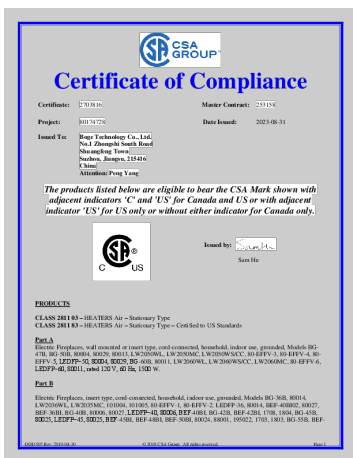 CSA
GROUP™
Certificate of Compliance
Certificate: 2703816 Master Contract: 253158
Project: 80174728 Date Issued: 2023-08-31
Issued To: Boge Technology Co., Ltd.
No.1 Zhongshi South Road
Shuangfeng Town
Suzhou, Jiangsu, 215416
China
Attention: Peng Yang
The products listed below are eligible to bear the CSA Mark shown with
adjacent indicators 'C' and 'US' for Canada and US or with adjacent
indicator 'US' for US only or without either indicator for Canada only.
Issued by:
Sam Hu
CSA
®
C US
PRODUCTS
CLASS 2811 03 – HEATERS Air – Stationary Type
CLASS 2811 83 – HEATERS Air – Stationary Type – Certified to US Standards
Part A
Electric Fireplaces, wall mounted or insert type, cord-connected, household, indoor use, grounded, Models BG-
47B, BG-50B, 80004, 80029, 80013, LW2050WL, LW2050MC, LW2050WS/CC, 80-EFFV-3, 80-EFFV-4, 80-
EFFV-5, LEDFP-50, 80004, 80029, BG-60B, 80011, LW2060WL, LW2060WS/CC, LW2060MC, 80-EFFV-6,
LEDFP-60, 80011, rated 120 V, 60 Hz, 1500 W.
Part B
Electric Fireplaces, insert type, cord-connected, household, indoor use, grounded, Models BG-36B, 80014,
LW2036WL, LW2035MC, 101004, 101005, 80-EFFV-1, 80-EFFV-2, LEDFP-36, 80014, BEF-40BH02, 80027,
BEF-36BI, BG-40B, 80006, 80027, LEDFP-40, 80006, BEF-40BI, BG-42B, BEF-42BI, 1708, 1804, BG-45B,
80025, LEDFP-45, 80025, BEF-45BI, BEF-48BI, BEF-50BI, 80024, 88001, 195022, 1703, 1803, BG-55B, BEF-
DQD 507 Rev. 2019-04-30 © 2018 CSA Group. All rights reserved. Page 1